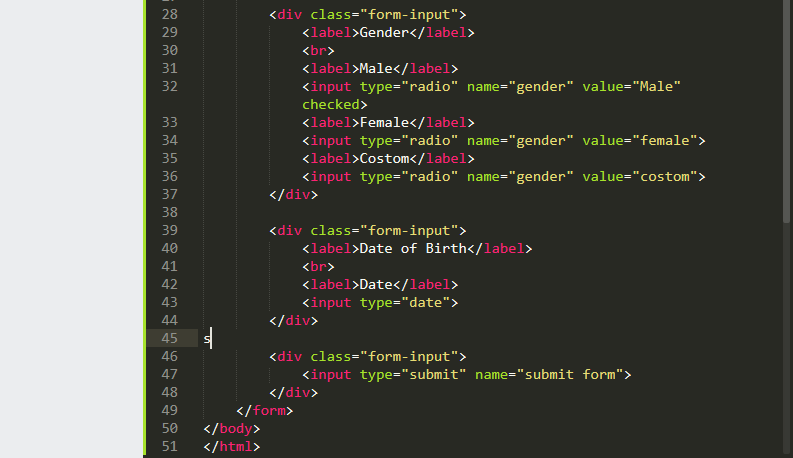 28 <div class="form-input">
29 <label>Gender</label>
30 <br>
31 <label>Male</label>
32 <input type="radio" name="gender" value="Male"
checked>
33 <label>Female</label>
34 <input type="radio" name="gender" value="female">
35 <label>Costom</label>
36 <input type="radio" name="gender" value="costom">
37 </div>
38
39 <div class="form-input">
40 <label>Date of Birth</label>
41 <br>
42 <label>Date</label>
43 <input type="date">
44 </div>
45 s
46 <div class="form-input">
47 <input type="submit" name="submit form">
48 </div>
49 </form>
50 </body>
51 </html>